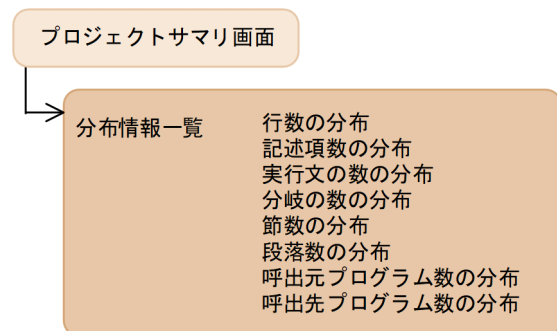 プロジェクトサマリ画面
分布情報一覧
行数の分布
記述項数の分布
実行文の数の分布
分岐の数の分布
節数の分布
段落数の分布
呼出元プログラム数の分布
呼出先プログラム数の分布